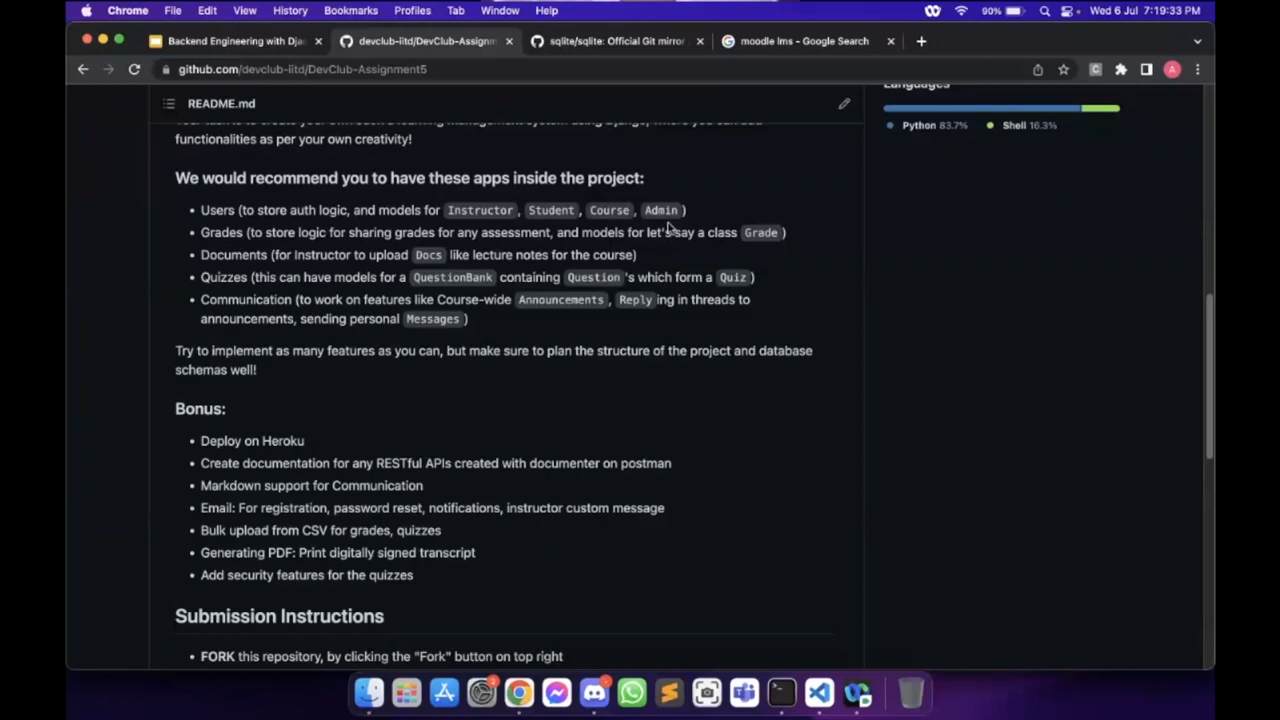 Chrome File Edit View History Bookmarks Profiles Tab Window Help 90% Wed 6 Jul 7:19:33 PM
Backend Engineering with Dja devclub-iitd/DevClub-Assignm sqlite/sqlite: Official Git mirror moodle lms - Google Search
github.com/devclub-iitd/DevClub-Assignment5 C A
README.md
Languages
functionalities as per your own creativity!
Python 83.7% Shell 16.3%
We would recommend you to have these apps inside the project:
• Users (to store auth logic, and models for Instructor, Student, Course, Admin)
• Grades (to store logic for sharing grades for any assessment, and models for let's say a class Grade )
• Documents (for Instructor to upload Docs like lecture notes for the course)
• Quizzes (this can have models for a QuestionBank containing Question 's which form a Quiz )
• Communication (to work on features like Course-wide Announcements , Reply ing in threads to
announcements, sending personal Messages )
Try to implement as many features as you can, but make sure to plan the structure of the project and database
schemas well!
Bonus:
• Deploy on Heroku
• Create documentation for any RESTful APIs created with documenter on postman
• Markdown support for Communication
• Email: For registration, password reset, notifications, instructor custom message
• Bulk upload from CSV for grades, quizzes
• Generating PDF: Print digitally signed transcript
• Add security features for the quizzes
Submission Instructions
• FORK this repository, by clicking the "Fork" button on top right